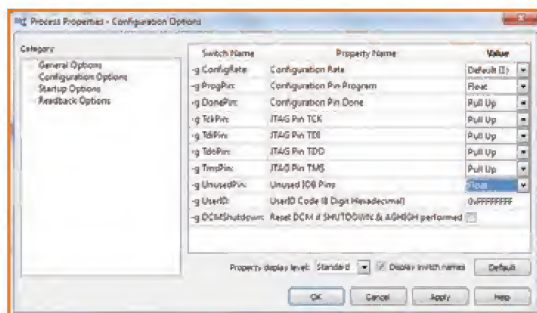 Process Properties - Configuration Options
Category
General Options
Configuration Options
Startup Options
Readback Options
Switch Name Property Name Value
-g ConfigRate: Configuration Rate Default (1)
-g ProgPin: Configuration Pin Program Float
-g DonePin: Configuration Pin Done Pull Up
-g TckPin: JTAG Pin TCK Pull Up
-g TdiPin: JTAG Pin TDI Pull Up
-g TdoPin: JTAG Pin TDO Pull Up
-g TmsPin: JTAG Pin TMS Pull Up
-g UnusedPin: Unused IOB Pins Float
-g UserID: UserID Code (8 Digit Hexadecimal) 0xFFFFFFFF
-g DCMShutdown: Reset DCM if SHUTDOWN & AGHIGH performed
Property display level: Standard Display switch names Default
OK Cancel Apply Help